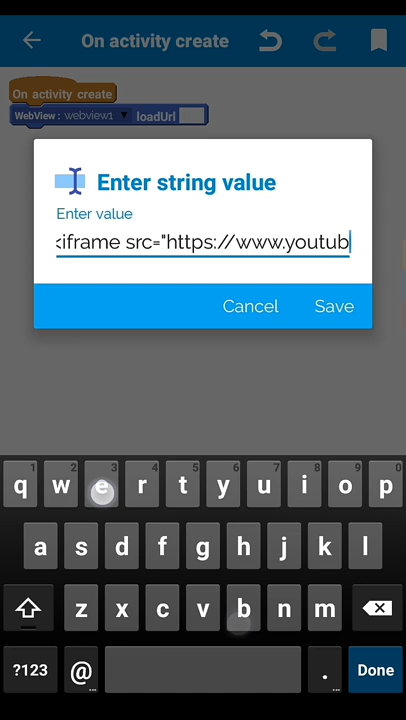 On activity create
On activity create
WebView : webview1 loadUrl
Enter string value
Enter value
<iframe src="https://www.youtub
Cancel Save
1 2 3 4 5 6 7 8 9 0
q w e r t y u i o p
a s d f g h j k l
z x c v b n m
?123 @ ... . ... Done